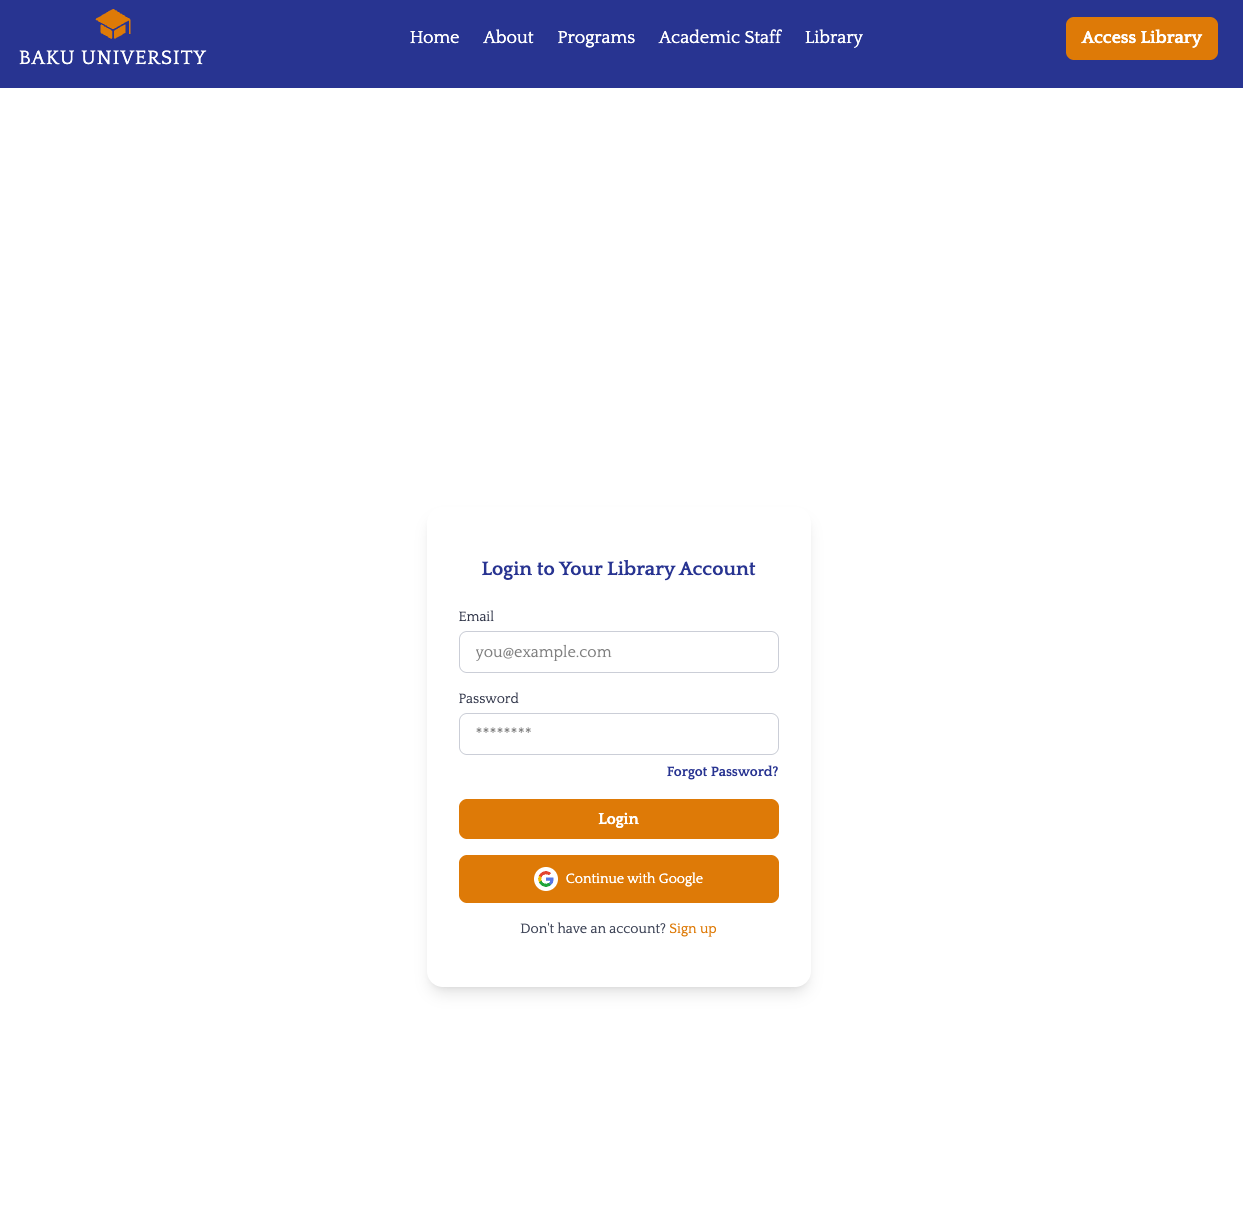 BAKU UNIVERSITY
Home About Programs Academic Staff Library
Access Library
Login to Your Library Account
Email
you@example.com
Password
********
Forgot Password?
Login
Continue with Google
Don't have an account? Sign up